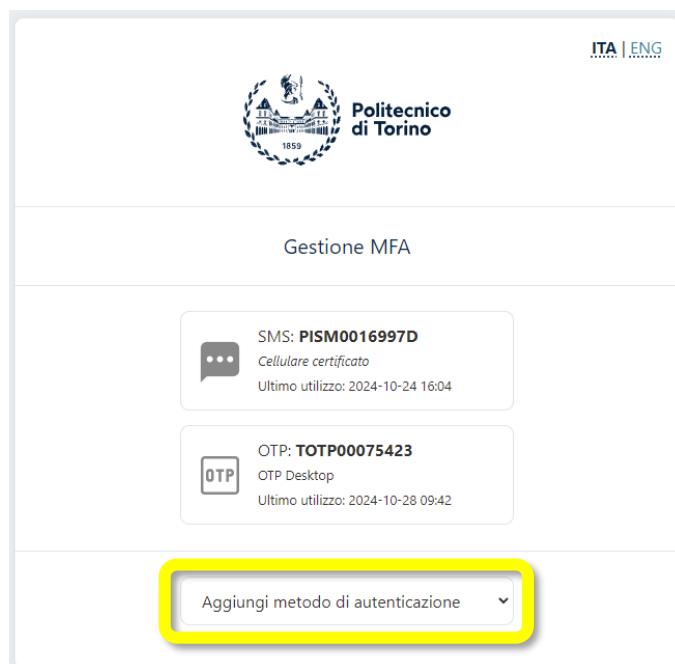 ITA | ENG
Politecnico
di Torino
1859
Gestione MFA
SMS: PISM0016997D
Cellulare certificato
Ultimo utilizzo: 2024-10-24 16:04
OTP
OTP: TOTP00075423
OTP Desktop
Ultimo utilizzo: 2024-10-28 09:42
Aggiungi metodo di autenticazione